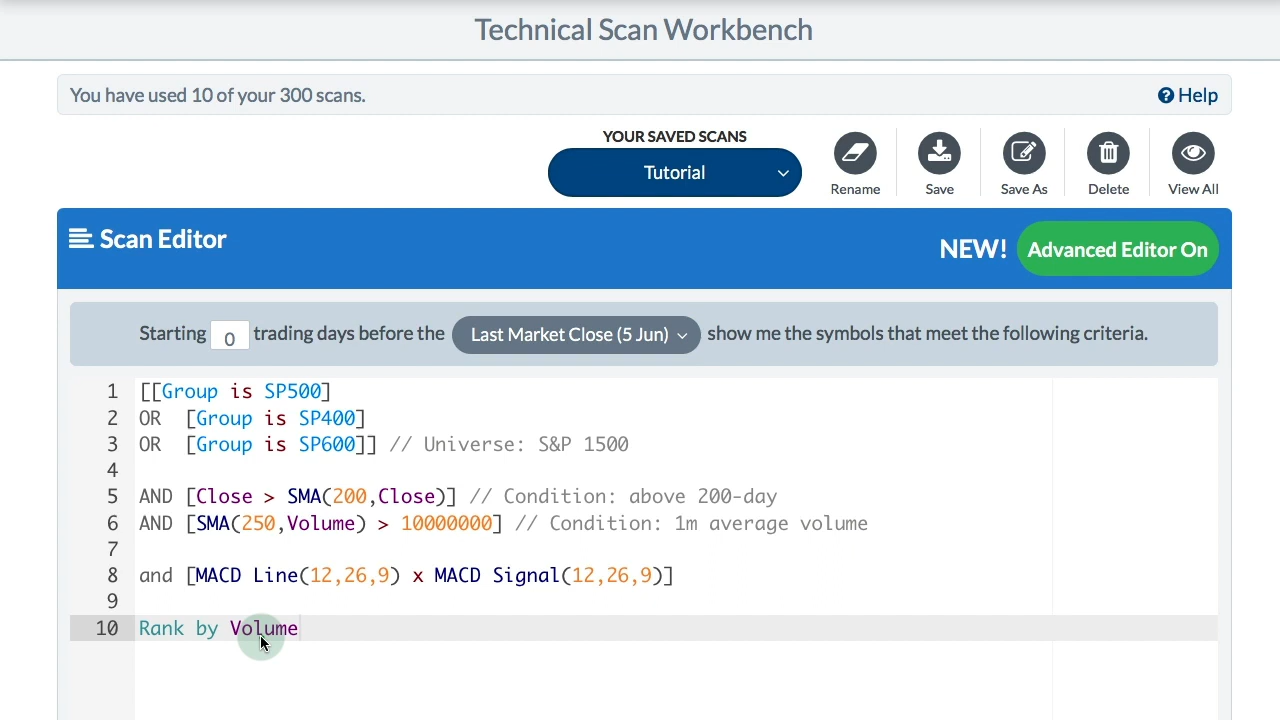 Technical Scan Workbench
You have used 10 of your 300 scans.
Help
YOUR SAVED SCANS
Tutorial
Rename
Save
Save As
Delete
View All
Scan Editor
NEW! Advanced Editor On
Starting 0 trading days before the Last Market Close (5 Jun) show me the symbols that meet the following criteria.
1 [[Group is SP500]
2 OR [Group is SP400]
3 OR [Group is SP600]] // Universe: S&P 1500
4
5 AND [Close > SMA(200,Close)] // Condition: above 200-day
6 AND [SMA(250,Volume) > 10000000] // Condition: 1m average volume
7
8 and [MACD Line(12,26,9) x MACD Signal(12,26,9)]
9
10 Rank by Volume